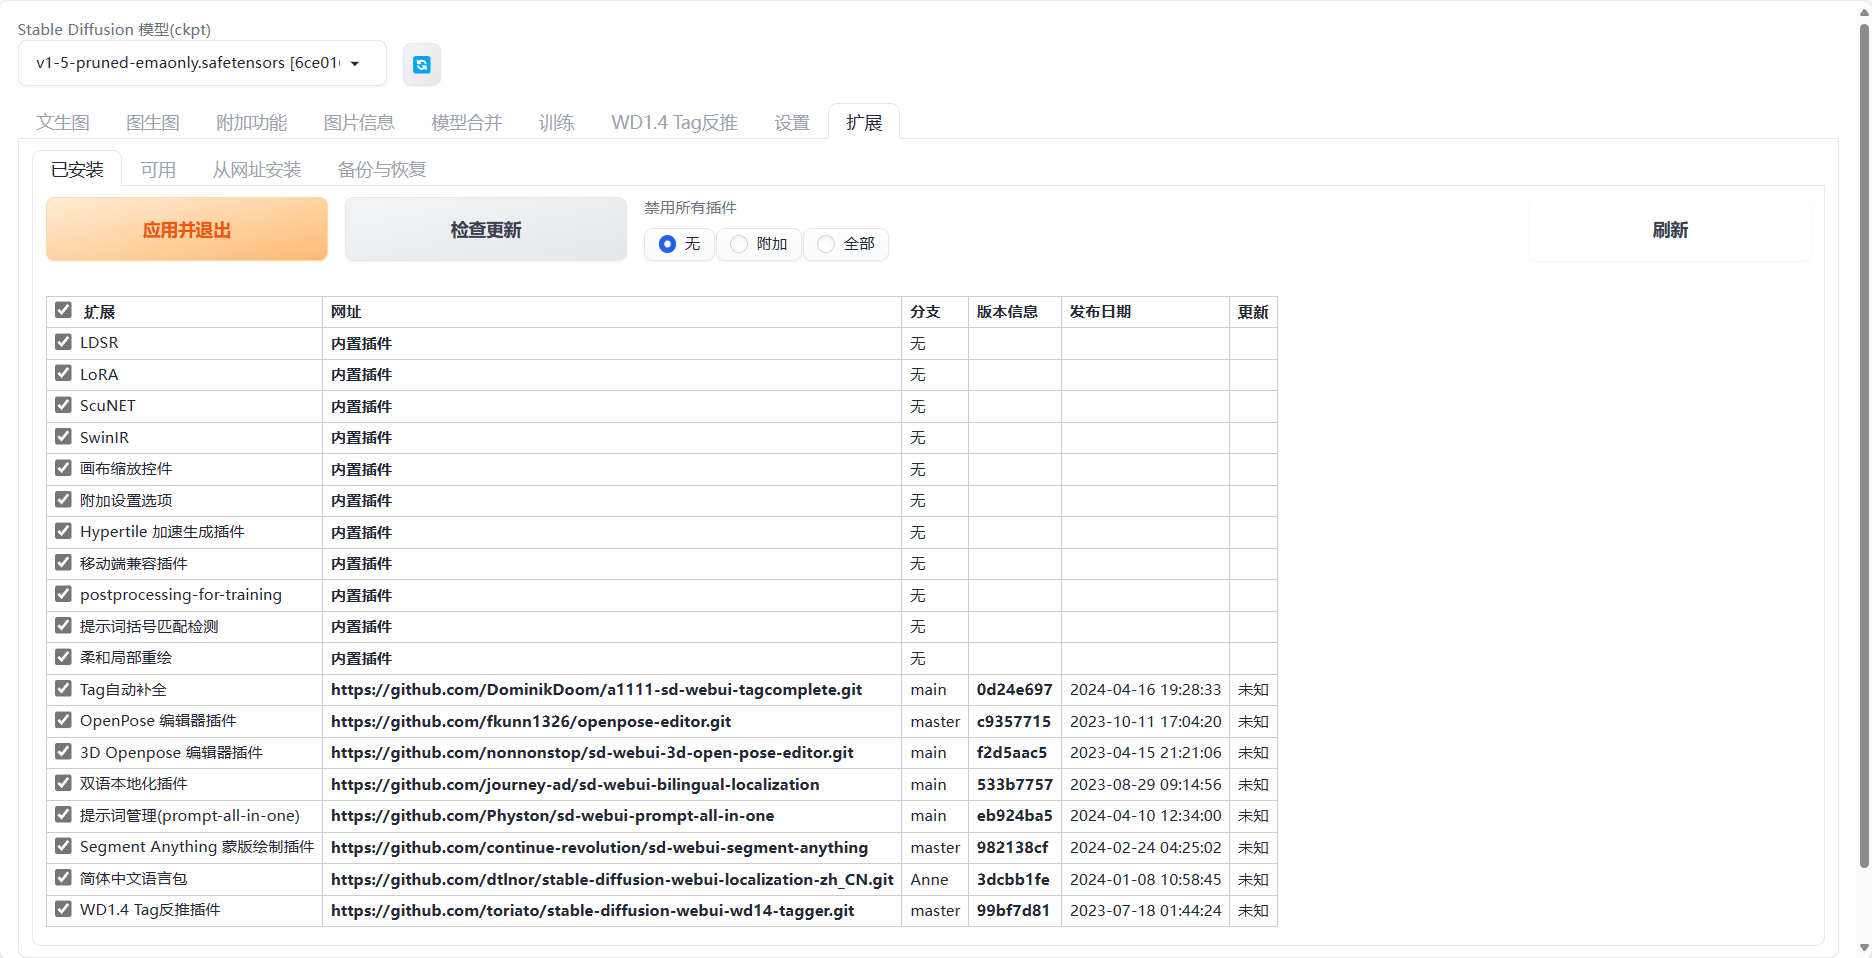 Stable Diffusion 模型(ckpt)
v1-5-pruned-emaonly.safetensors [6ce01
文生图 图生图 附加功能 图片信息 模型合并 训练 WD1.4 Tag反推 设置 扩展
已安装 可用 从网址安装 备份与恢复
应用并退出 检查更新 禁用所有插件 刷新
无 附加 全部
扩展 网址 分支 版本信息 发布日期 更新
LDSR 内置插件 无
LoRA 内置插件 无
ScuNET 内置插件 无
SwinIR 内置插件 无
画布缩放控件 内置插件 无
附加设置选项 内置插件 无
Hypertile 加速生成插件 内置插件 无
移动端兼容插件 内置插件 无
postprocessing-for-training 内置插件 无
提示词括号匹配检测 内置插件 无
柔和局部重绘 内置插件 无
Tag自动补全 https://github.com/DominikDoom/a1111-sd-webui-tagcomplete.git main 0d24e697 2024-04-16 19:28:33 未知
OpenPose 编辑器插件 https://github.com/fkunn1326/openpose-editor.git master c9357715 2023-10-11 17:04:20 未知
3D Openpose 编辑器插件 https://github.com/nonnonstop/sd-webui-3d-open-pose-editor.git main f2d5aac5 2023-04-15 21:21:06 未知
双语本地化插件 https://github.com/journey-ad/sd-webui-bilingual-localization main 533b7757 2023-08-29 09:14:56 未知
提示词管理(prompt-all-in-one) https://github.com/Physton/sd-webui-prompt-all-in-one main eb924ba5 2024-04-10 12:34:00 未知
Segment Anything 蒙版绘制插件 https://github.com/continue-revolution/sd-webui-segment-anything master 982138cf 2024-02-24 04:25:02 未知
简体中文语言包 https://github.com/dtlnor/stable-diffusion-webui-localization-zh_CN.git Anne 3dcbb1fe 2024-01-08 10:58:45 未知
WD1.4 Tag反推插件 https://github.com/toriato/stable-diffusion-webui-wd14-tagger.git master 99bf7d81 2023-07-18 01:44:24 未知